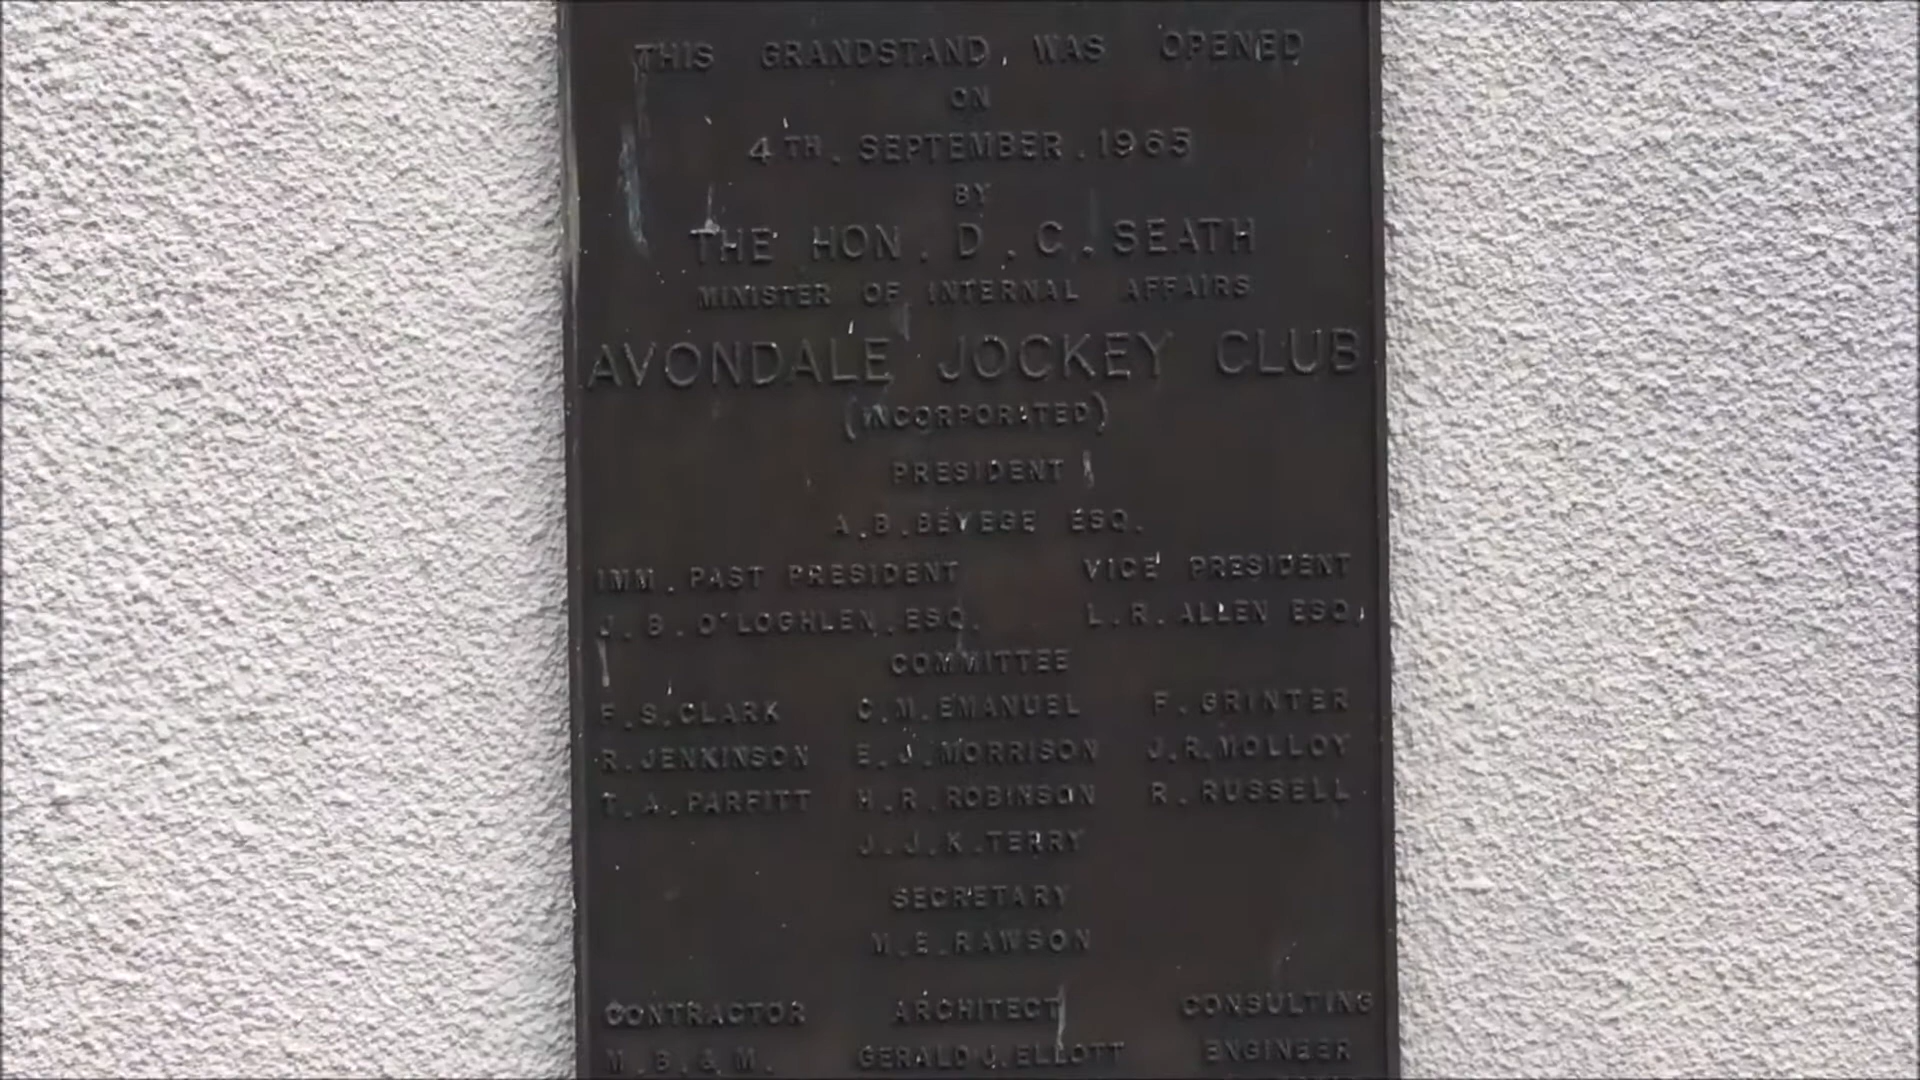 THIS GRANDSTAND, WAS OPENED
ON
4TH. SEPTEMBER. 1965
BY
THE HON. D. C. SEATH
MINISTER OF INTERNAL AFFAIRS
AVONDALE JOCKEY CLUB
(INCORPORATED)
PRESIDENT
A.B. BEVEGE ESQ.
IMM. PAST PRESIDENT VICE PRESIDENT
J.B. O'LOGHLEN. ESQ. L.R. ALLEN ESQ.
COMMITTEE
F.S. CLARK C.M. EMANUEL F. GRINTER
R. JENKINSON E.J. MORRISON J.R. MOLLOY
T.A. PARFITT H.R. ROBINSON R. RUSSELL
J.J.K. TERRY
SECRETARY
M.E. RAWSON
CONTRACTOR ARCHITECT CONSULTING
M.B. & M. GERALD J. ELLOTT ENGINEER